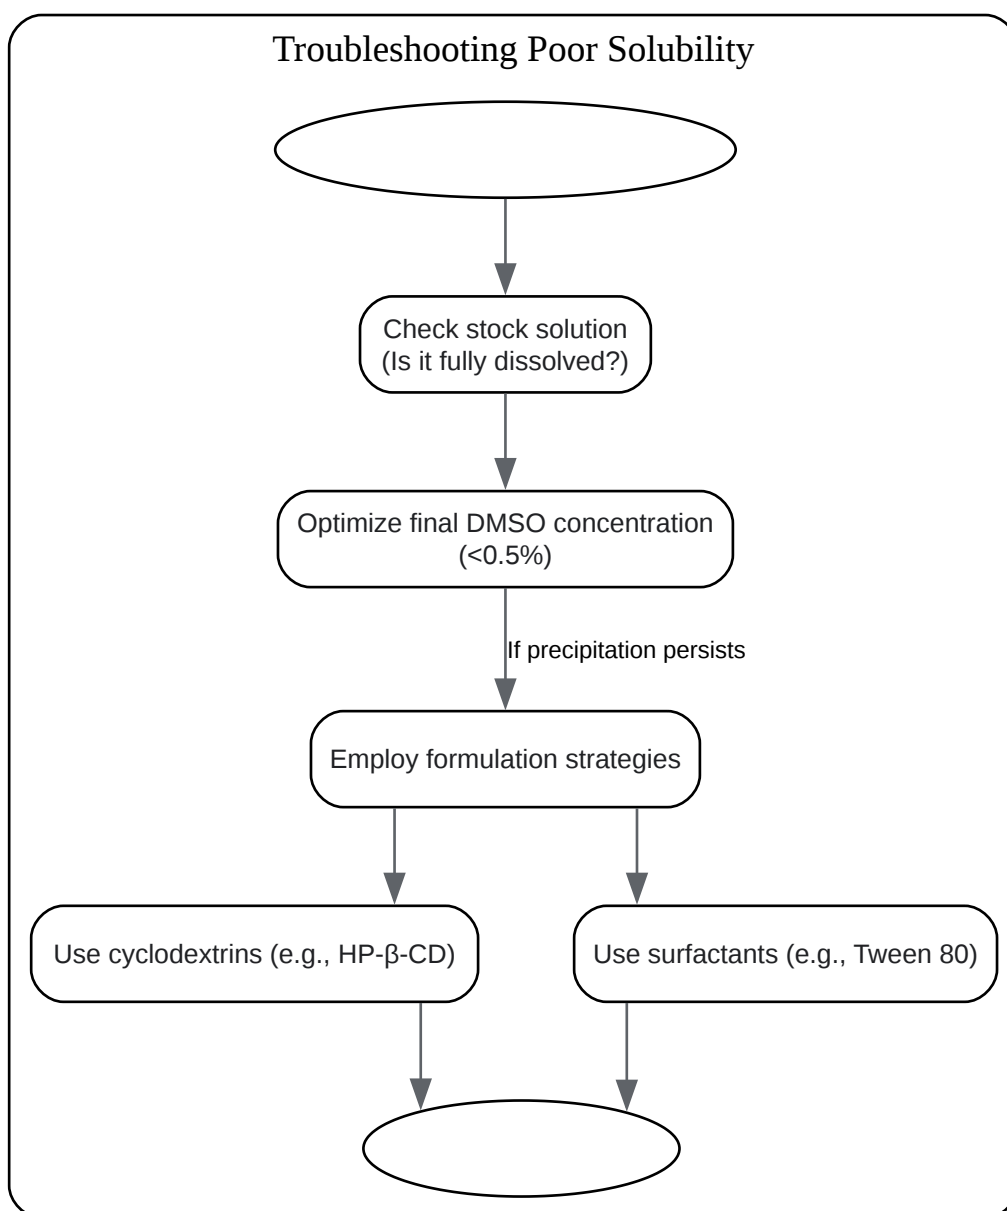 Troubleshooting Poor Solubility
Check stock solution
(Is it fully dissolved?)
Optimize final DMSO concentration
(<0.5%)
If precipitation persists
Employ formulation strategies
Use cyclodextrins (e.g., HP-β-CD)
Use surfactants (e.g., Tween 80)